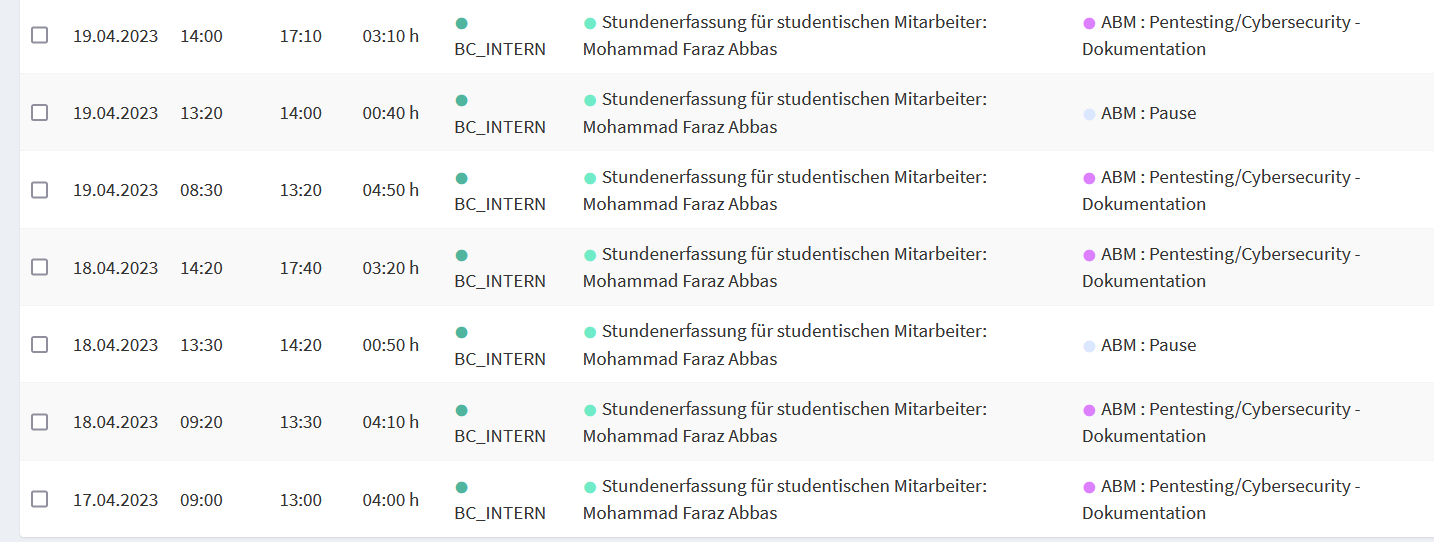 Stundenerfassung für studentischen Mitarbeiter: ABM : Pentesting/Cybersecurity -
19.04.2023 14:00 17:10 03:10 h
BC_INTERN Mohammad Faraz Abbas Dokumentation
Stundenerfassung für studentischen Mitarbeiter:
19.04.2023 13:20 14:00 00:40 h ABM : Pause
BC_INTERN Mohammad Faraz Abbas
Stundenerfassung für studentischen Mitarbeiter: ABM : Pentesting/Cybersecurity -
19.04.2023 08:30 13:20 04:50 h
BC_INTERN Mohammad Faraz Abbas Dokumentation
Stundenerfassung für studentischen Mitarbeiter: ABM : Pentesting/Cybersecurity -
18.04.2023 14:20 17:40 03:20 h
BC_INTERN Mohammad Faraz Abbas Dokumentation
Stundenerfassung für studentischen Mitarbeiter:
18.04.2023 13:30 14:20 00:50 h ABM : Pause
BC_INTERN Mohammad Faraz Abbas
Stundenerfassung für studentischen Mitarbeiter: ABM : Pentesting/Cybersecurity -
18.04.2023 09:20 13:30 04:10 h
BC_INTERN Mohammad Faraz Abbas Dokumentation
Stundenerfassung für studentischen Mitarbeiter: ABM : Pentesting/Cybersecurity -
17.04.2023 09:00 13:00 04:00 h
BC_INTERN Mohammad Faraz Abbas Dokumentation